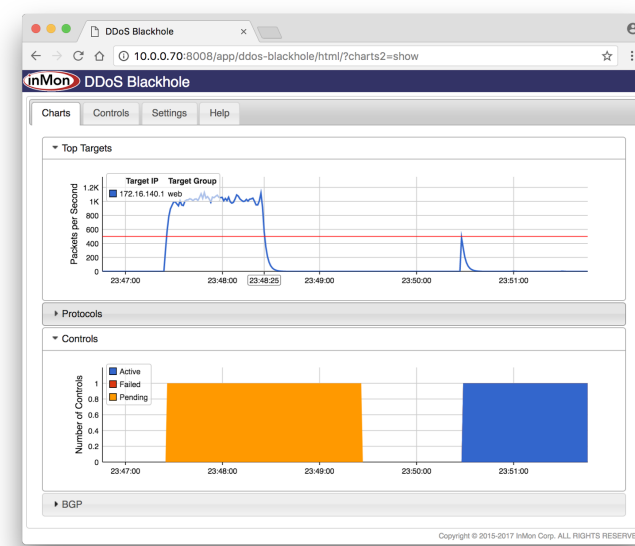 DDoS Blackhole
10.0.0.70:8008/app/ddos-blackhole/html/?charts2=show
inMon DDoS Blackhole
Charts Controls Settings Help
Top Targets
Packets per Second
1.2K
1K
800
600
400
200
0
Target IP Target Group
172.16.140.1 web
23:47:00 23:48:00 23:48:25 23:49:00 23:50:00 23:51:00
Protocols
Controls
Number of Controls
1
0.8
0.6
0.4
0.2
0
Active
Failed
Pending
23:47:00 23:48:00 23:49:00 23:50:00 23:51:00
BGP
Copyright © 2015-2017 InMon Corp. ALL RIGHTS RESERVE